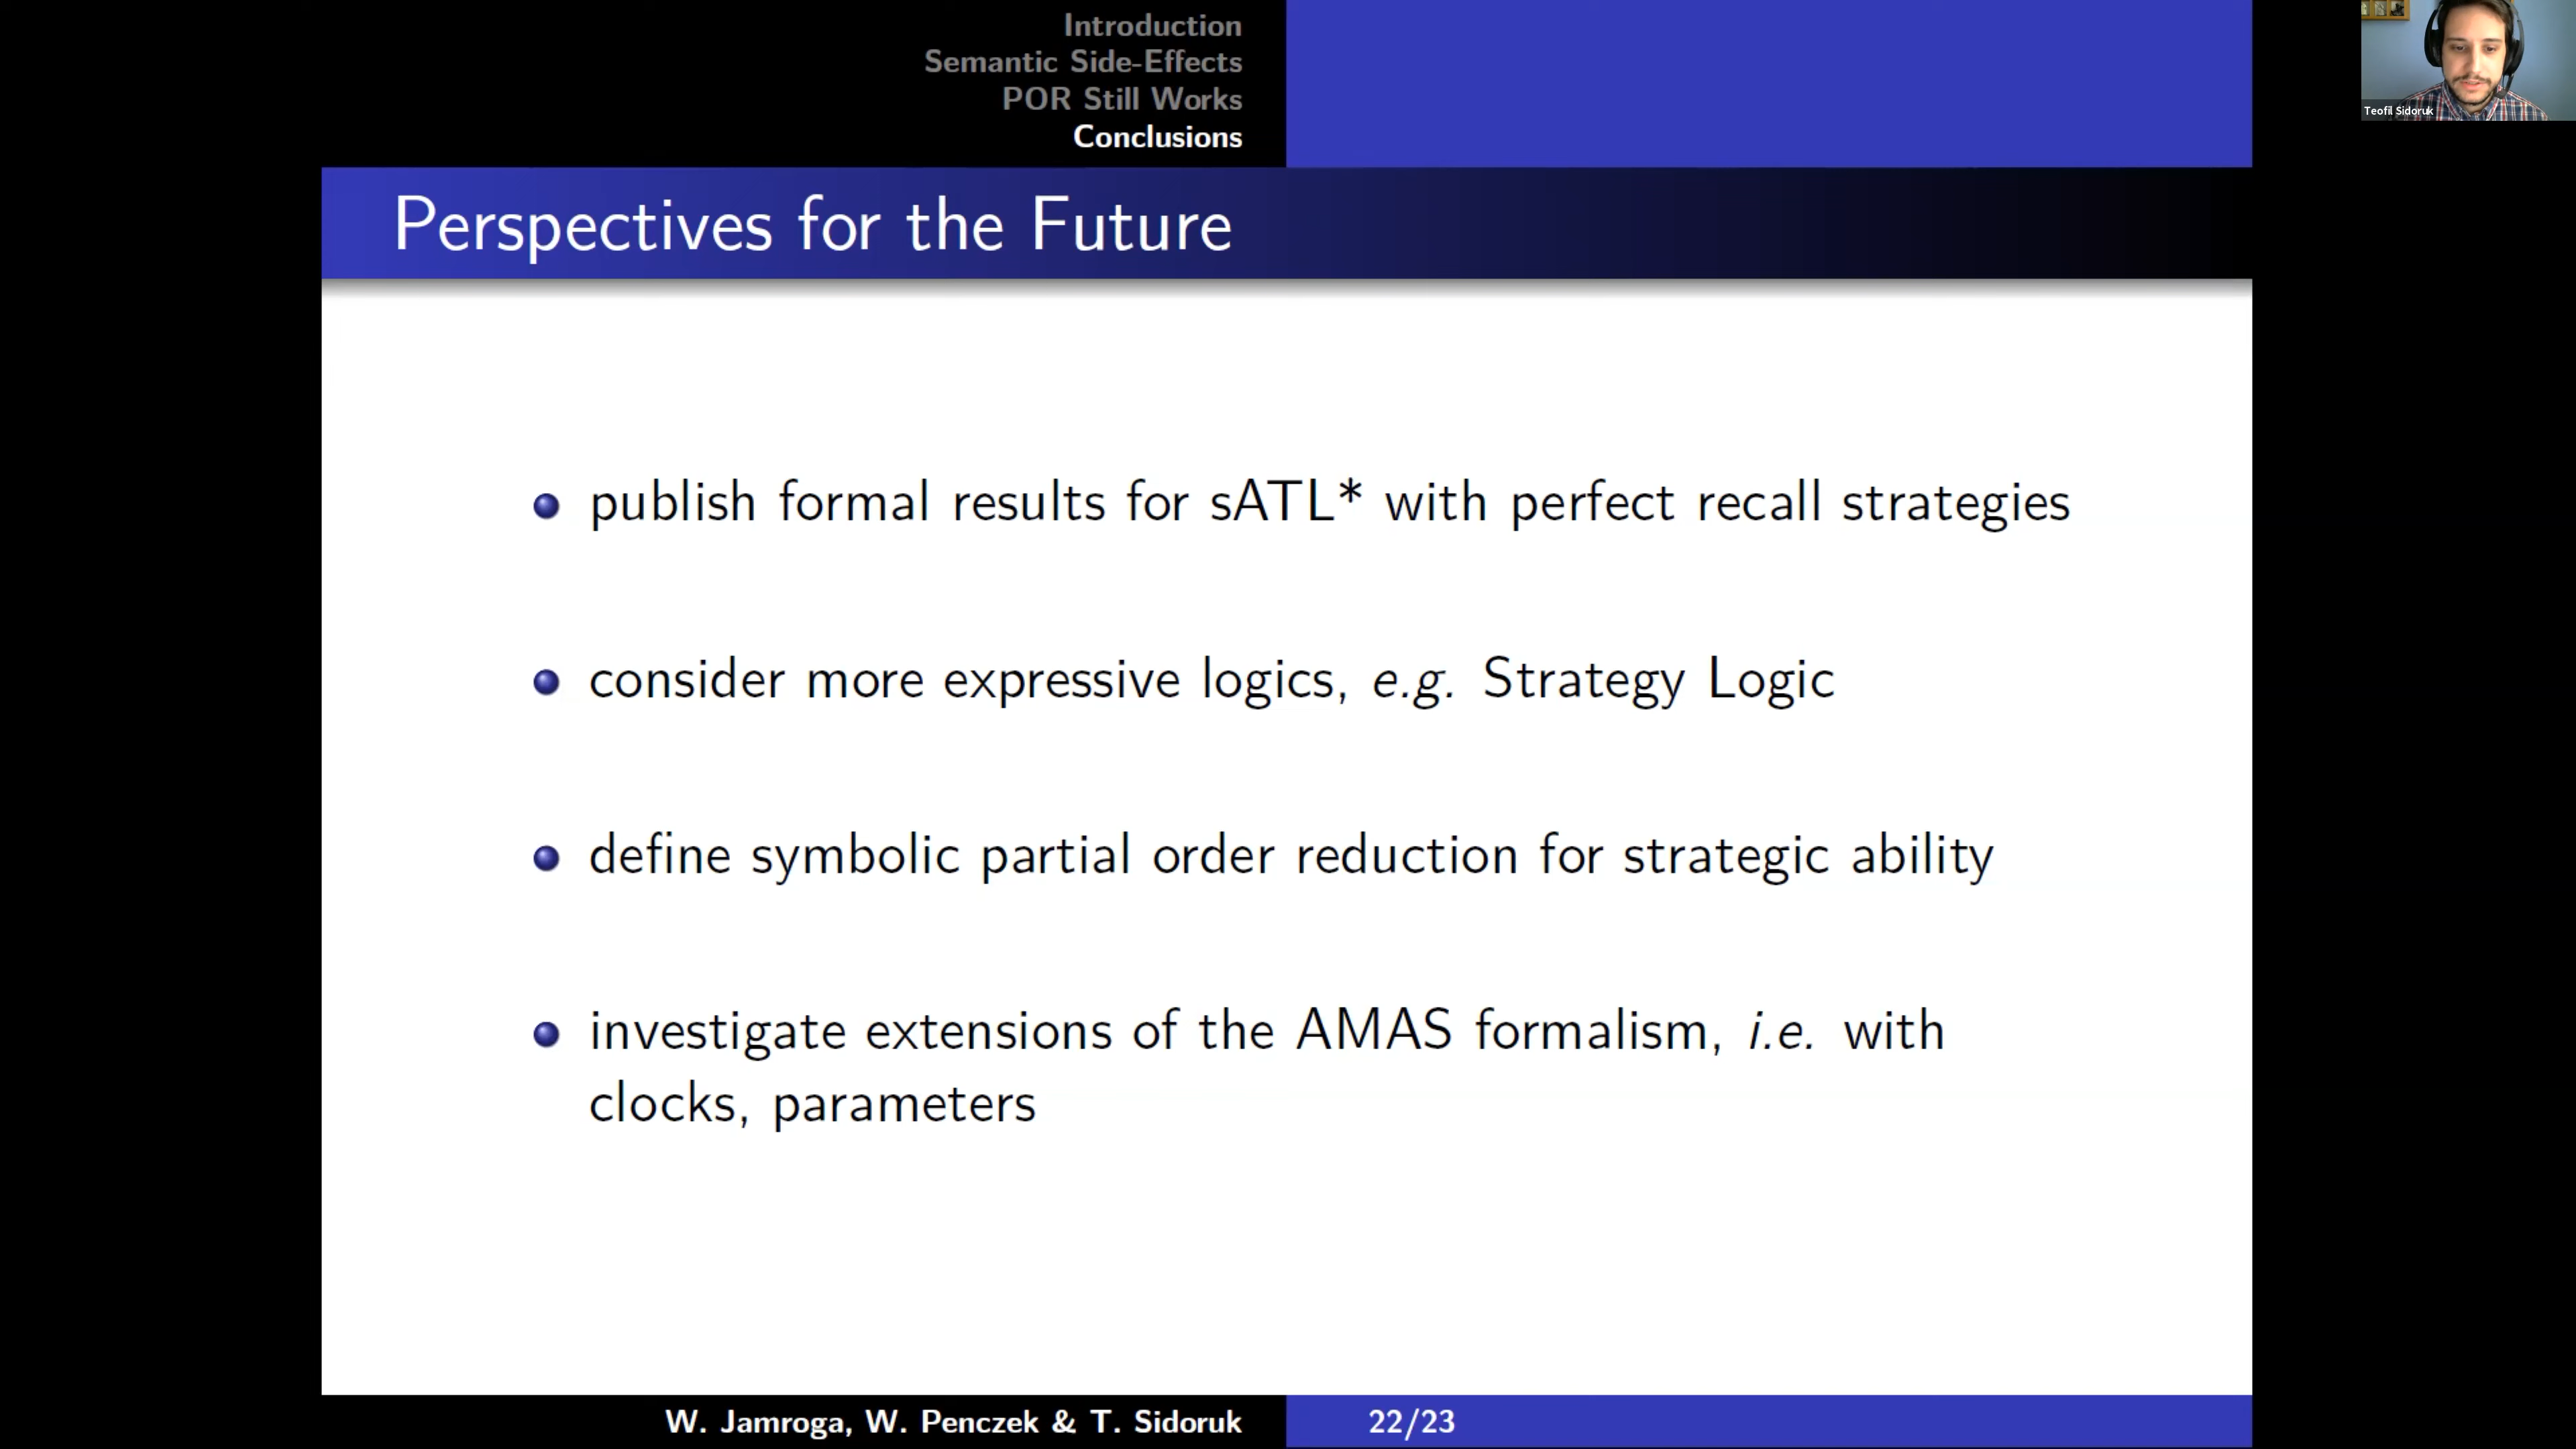 Introduction
Semantic Side-Effects
POR Still Works
Conclusions
Teofil Sidoruk
Perspectives for the Future
publish formal results for sATL* with perfect recall strategies
consider more expressive logics, e.g. Strategy Logic
define symbolic partial order reduction for strategic ability
investigate extensions of the AMAS formalism, i.e. with
clocks, parameters
W. Jamroga, W. Penczek & T. Sidoruk
22/23